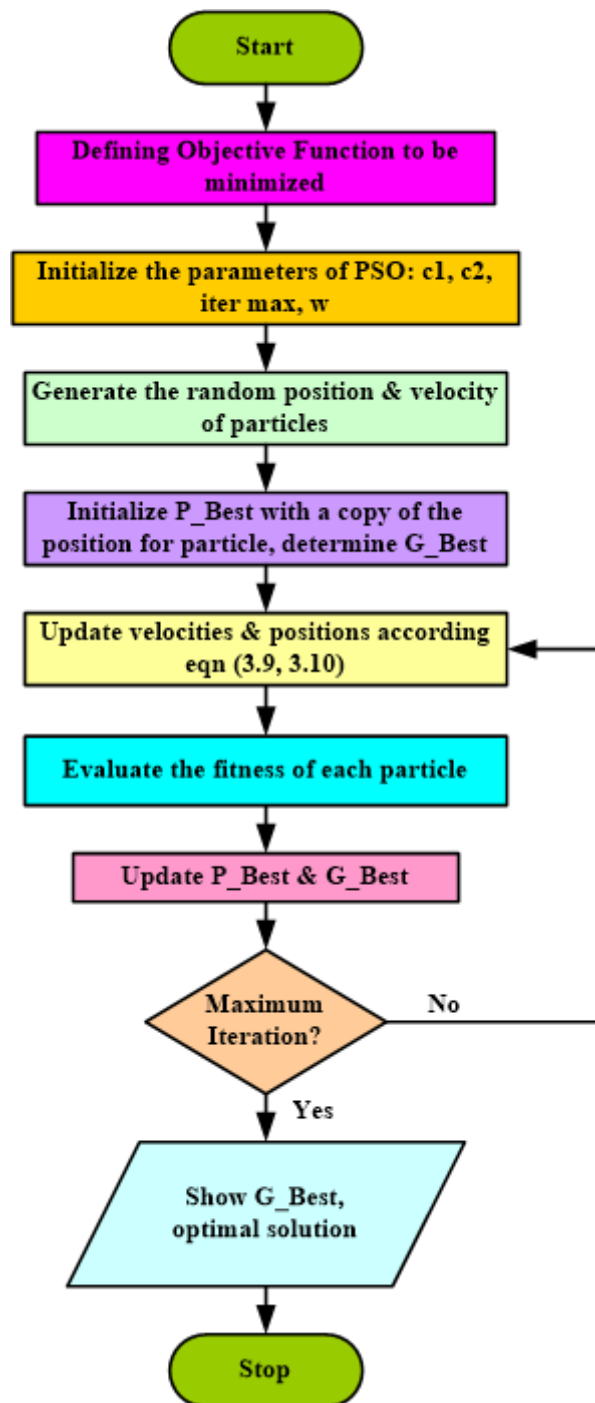 Start
Defining Objective Function to be
minimized
Initialize the parameters of PSO: c1, c2,
iter max, w
Generate the random position & velocity
of particles
Initialize P_Best with a copy of the
position for particle, determine G_Best
Update velocities & positions according
eqn (3.9, 3.10)
Evaluate the fitness of each particle
Update P_Best & G_Best
Maximum
Iteration?
No
Yes
Show G_Best,
optimal solution
Stop